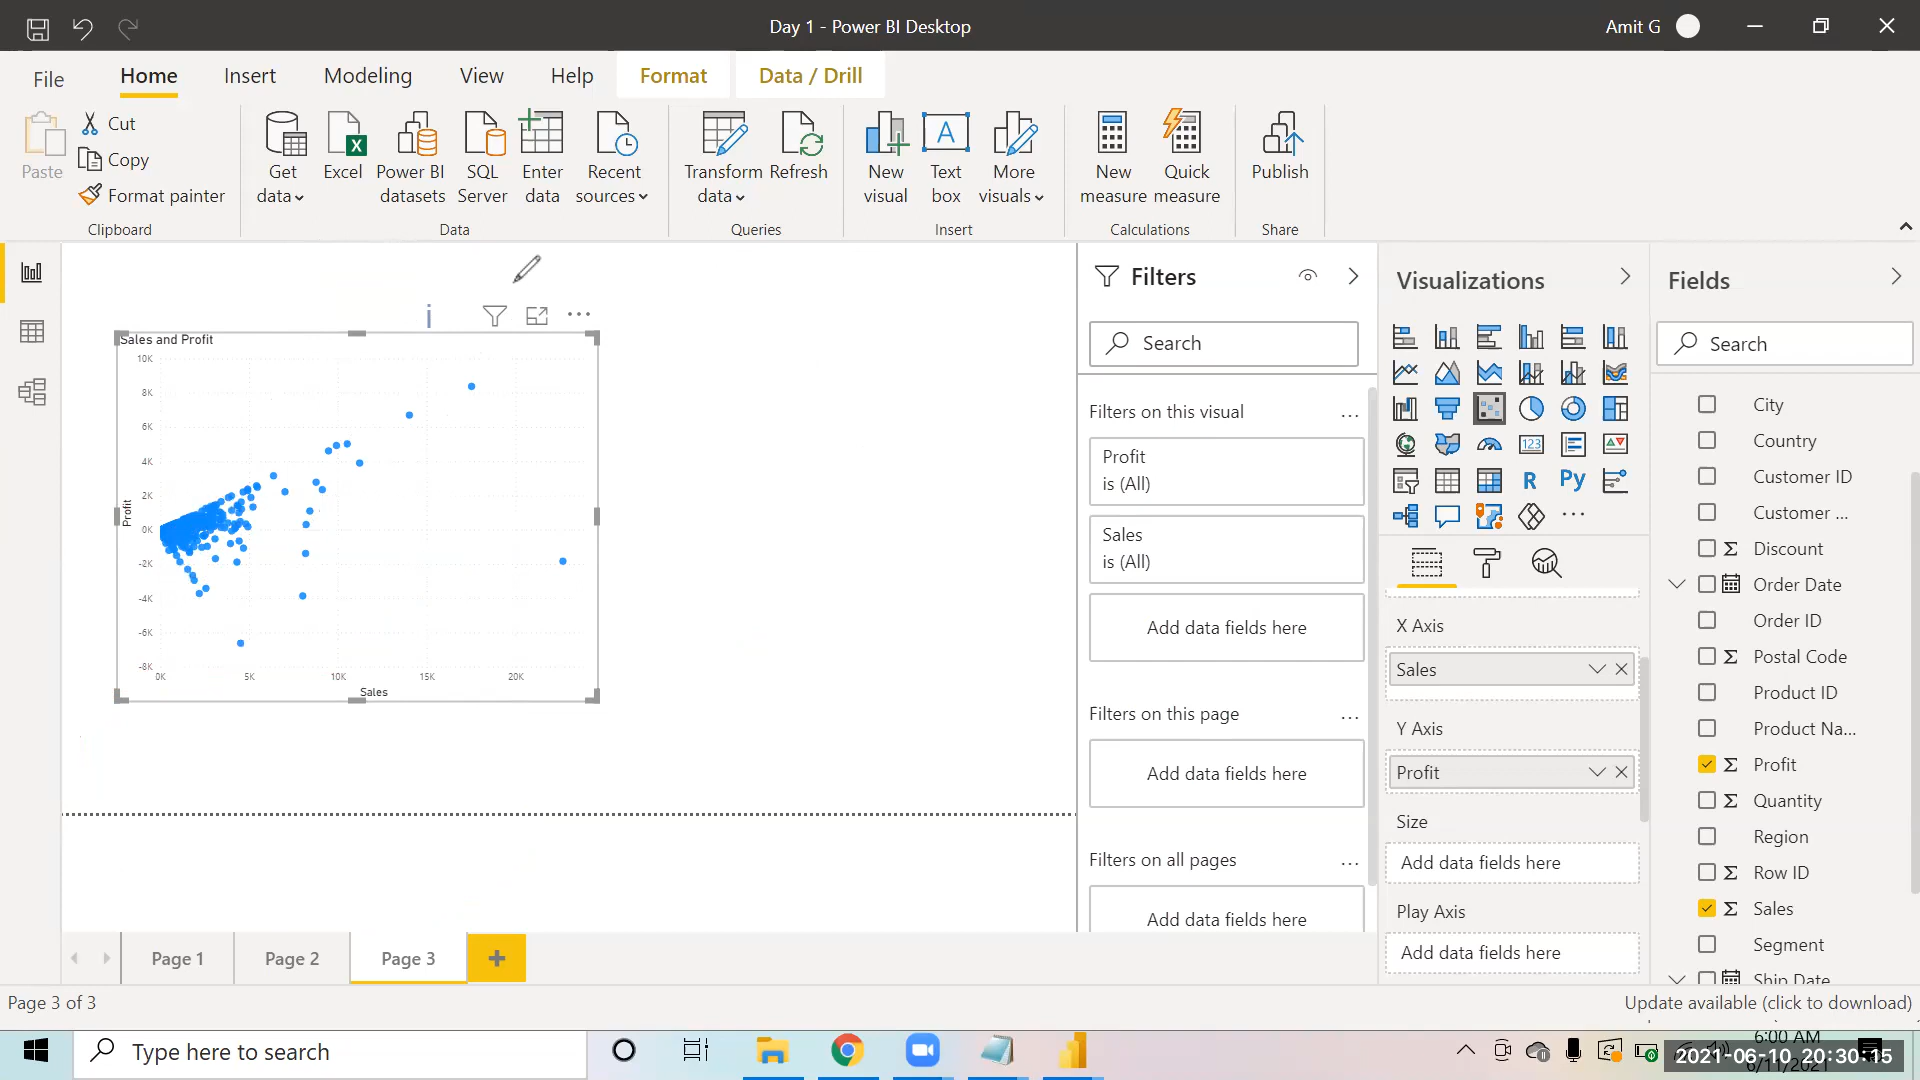 Day 1 - Power BI Desktop
Amit G
File
Home
Insert
Modeling
View
Help
Format
Data / Drill
Paste
Cut
Copy
Format painter
Clipboard
Get data
Excel
Power BI datasets
SQL Server
Enter data
Recent sources
Data
Transform data
Refresh
Queries
New visual
Text box
More visuals
Insert
New measure
Quick measure
Calculations
Publish
Share
Sales and Profit
10K
8K
6K
4K
2K
0K
-2K
-4K
-6K
-8K
Profit
0K 5K 10K 15K 20K
Sales
Filters
Search
Filters on this visual
Profit
is (All)
Sales
is (All)
Add data fields here
Filters on this page
Add data fields here
Filters on all pages
Add data fields here
Visualizations
123
R
Py
X Axis
Sales
Y Axis
Profit
Size
Add data fields here
Play Axis
Add data fields here
Fields
Search
City
Country
Customer ID
Customer ...
Discount
Order Date
Order ID
Postal Code
Product ID
Product Na...
Profit
Quantity
Region
Row ID
Sales
Segment
Ship Date
Page 1
Page 2
Page 3
Page 3 of 3
Update available (click to download)
Type here to search
6:00 AM
6/11/2021
2021-06-10 20:30:15